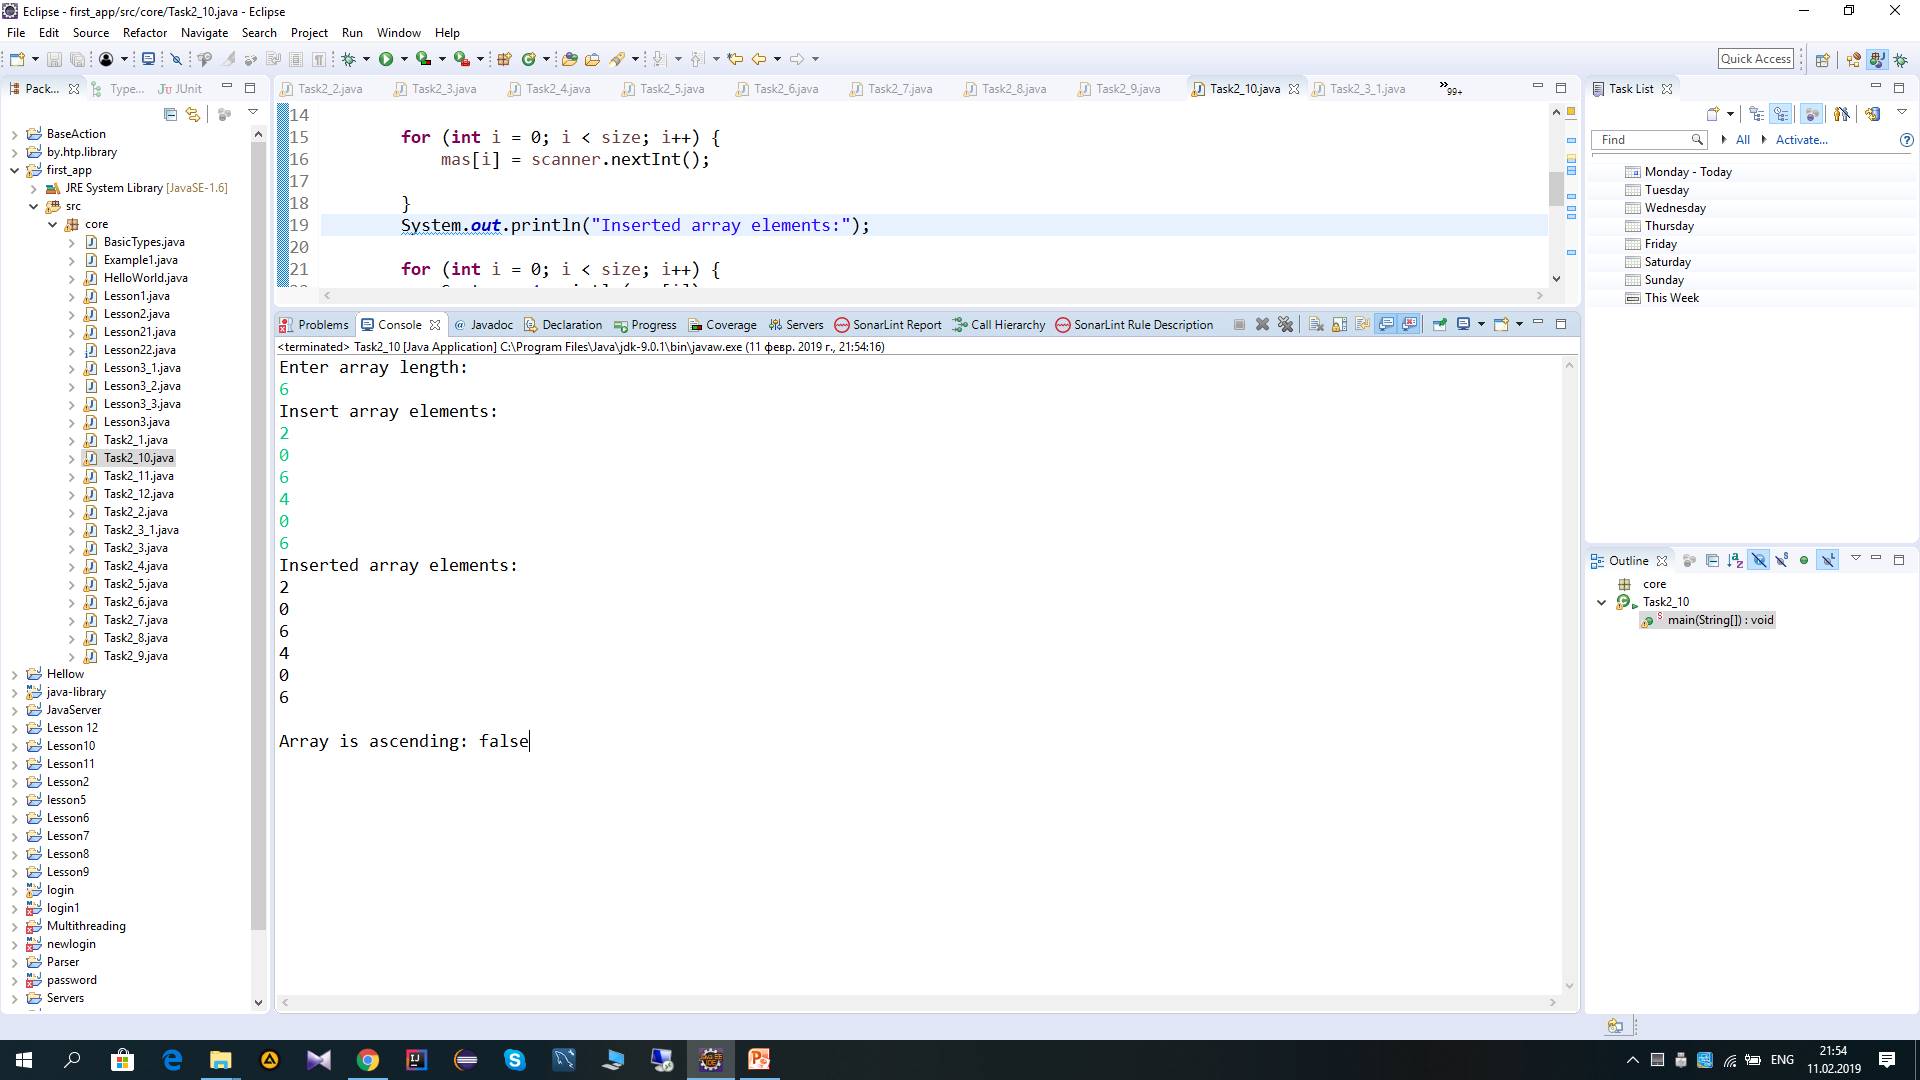 Eclipse - first_app/src/core/Task2_10.java - Eclipse
File Edit Source Refactor Navigate Search Project Run Window Help
Quick Access
Pack... Type... JUnit
Task2_2.java Task2_3.java Task2_4.java Task2_5.java Task2_6.java Task2_7.java Task2_8.java Task2_9.java Task2_10.java Task2_3_1.java »99+
14
15 for (int i = 0; i < size; i++) {
16 mas[i] = scanner.nextInt();
17
18 }
19 System.out.println("Inserted array elements:");
20
21 for (int i = 0; i < size; i++) {
BaseAction
by.htp.library
first_app
JRE System Library [JavaSE-1.6]
src
core
BasicTypes.java
Example1.java
HelloWorld.java
Lesson1.java
Lesson2.java
Lesson21.java
Lesson22.java
Lesson3_1.java
Lesson3_2.java
Lesson3_3.java
Lesson3.java
Task2_1.java
Task2_10.java
Task2_11.java
Task2_12.java
Task2_2.java
Task2_3_1.java
Task2_3.java
Task2_4.java
Task2_5.java
Task2_6.java
Task2_7.java
Task2_8.java
Task2_9.java
Hellow
java-library
JavaServer
Lesson 12
Lesson10
Lesson11
Lesson2
lesson5
Lesson6
Lesson7
Lesson8
Lesson9
login
login1
Multithreading
newlogin
Parser
password
Servers
Problems Console Javadoc Declaration Progress Coverage Servers SonarLint Report Call Hierarchy SonarLint Rule Description
<terminated> Task2_10 [Java Application] C:\Program Files\Java\jdk-9.0.1\bin\javaw.exe (11 февр. 2019 г., 21:54:16)
Enter array length:
6
Insert array elements:
2
0
6
4
0
6
Inserted array elements:
2
0
6
4
0
6
Array is ascending: false
Task List
Find All Activate...
Monday - Today
Tuesday
Wednesday
Thursday
Friday
Saturday
Sunday
This Week
Outline
core
Task2_10
main(String[]) : void
ENG
21:54
11.02.2019